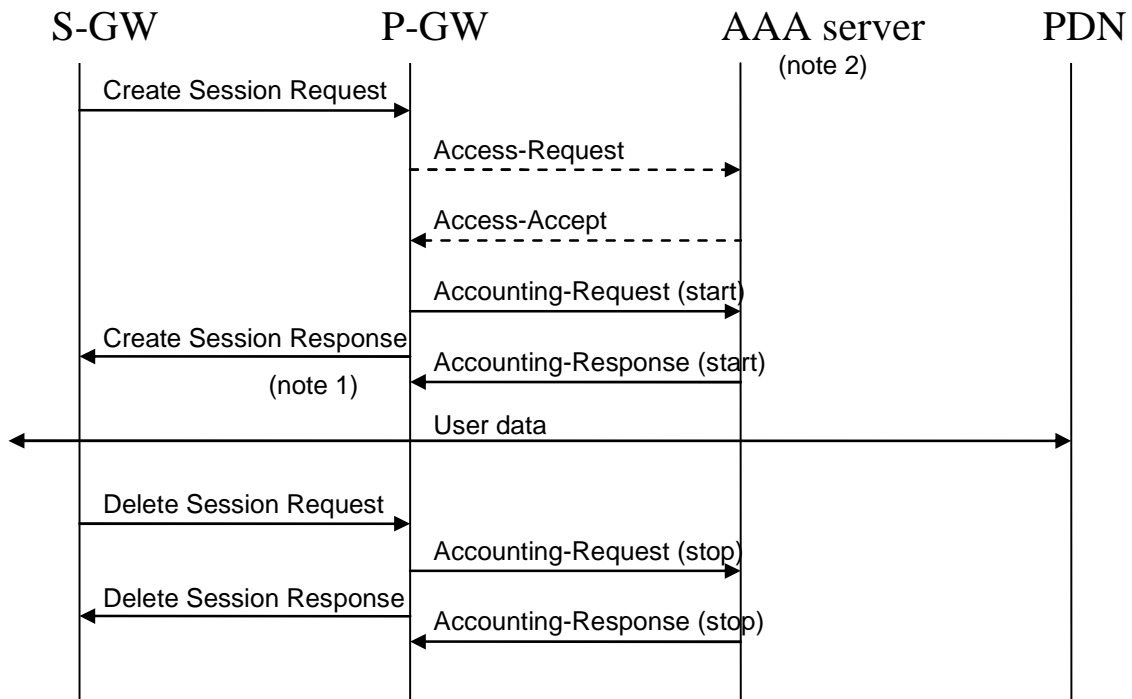 S-GW
P-GW
AAA server
PDN
(note 2)
Create Session Request
Access-Request
Access-Accept
Accounting-Request (start)
Create Session Response
Accounting-Response (start)
(note 1)
User data
Delete Session Request
Accounting-Request (stop)
Delete Session Response
Accounting-Response (stop)